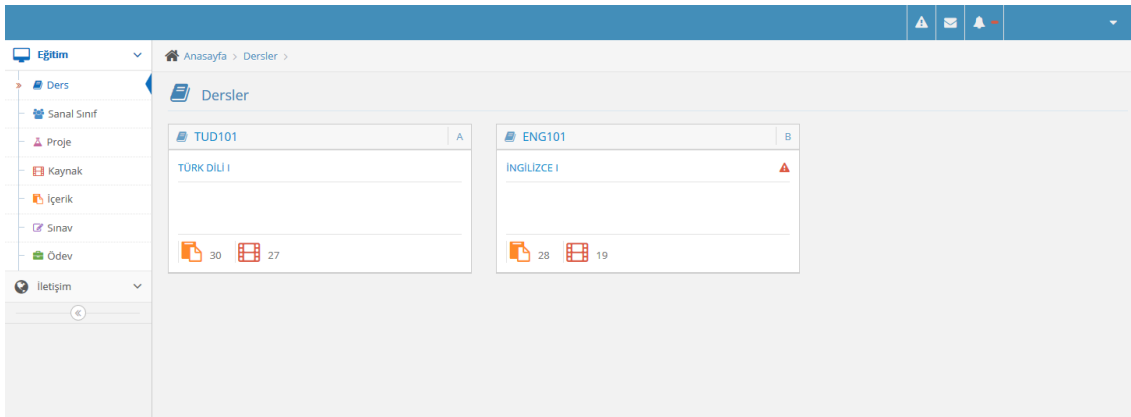 Eğitim
Anasayfa > Dersler >
Ders
Dersler
Sanal Sınıf
Proje
Kaynak
İçerik
Sınav
Ödev
İletişim
TUD101 A
TÜRK DİLİ I
30 27
ENG101 B
İNGİLİZCE I
28 19